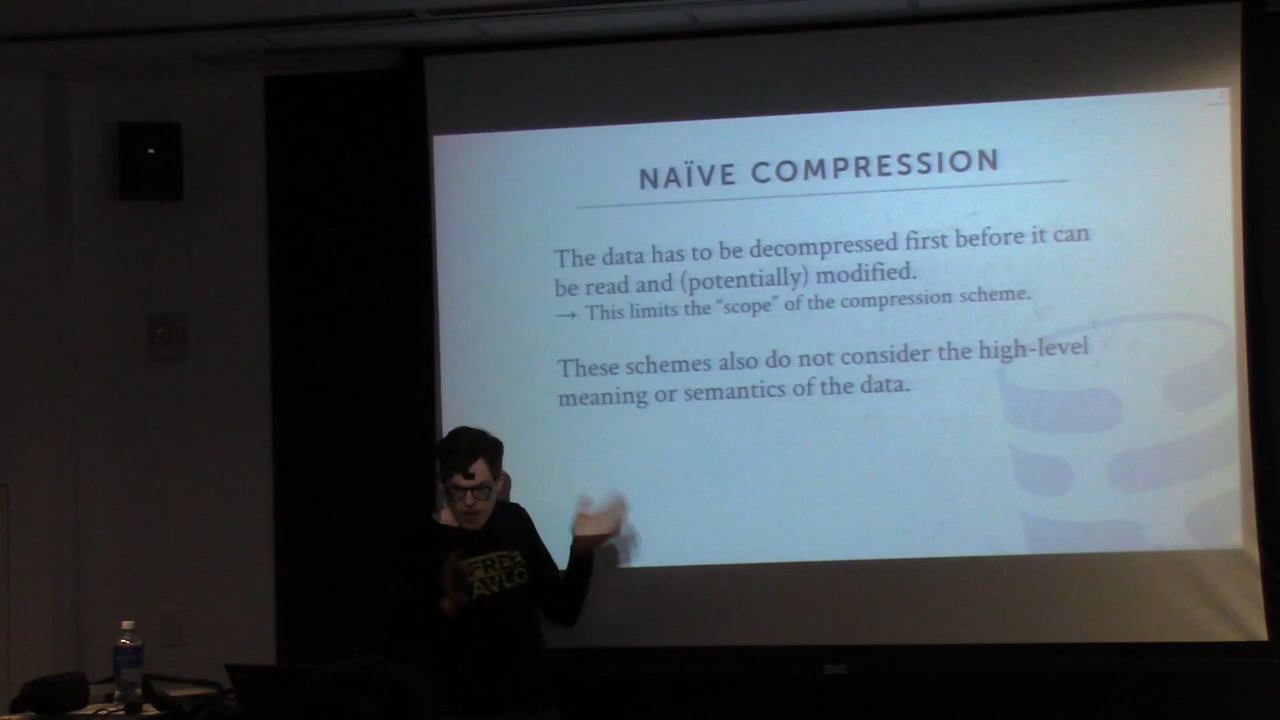 NAÏVE COMPRESSION
The data has to be decompressed first before it can
be read and (potentially) modified.
→ This limits the “scope” of the compression scheme.
These schemes also do not consider the high-level
meaning or semantics of the data.
FREE
AVLO